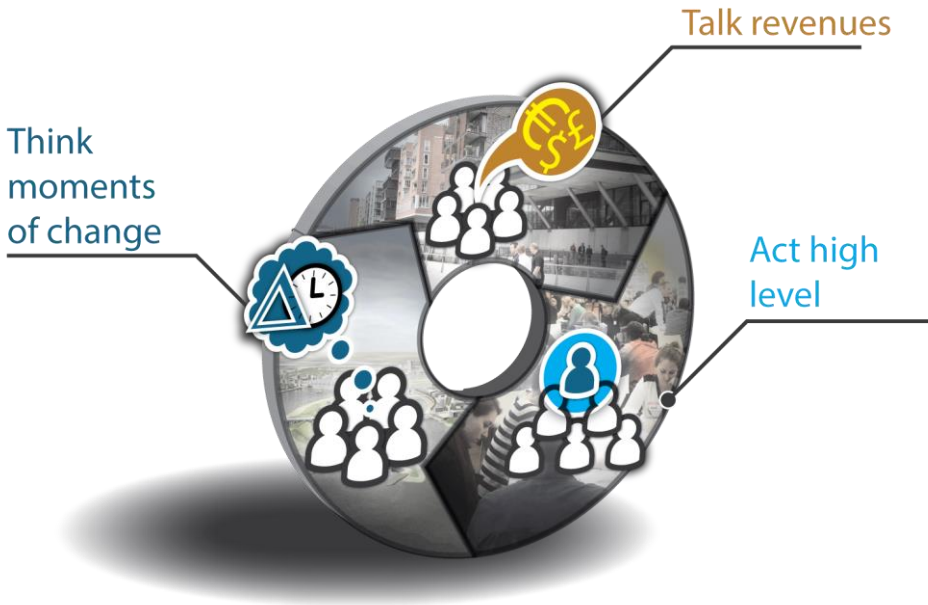 Talk revenues
Think
moments
of change
Act high
level